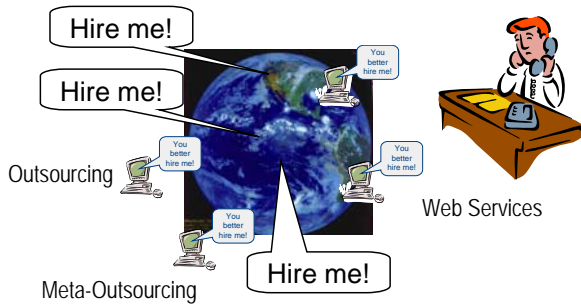 Hire me!
You
better
hire me!
Hire me!
You
better
hire me!
You
better
hire me!
Outsourcing
Web Services
You
better
hire me!
Hire me!
Meta-Outsourcing